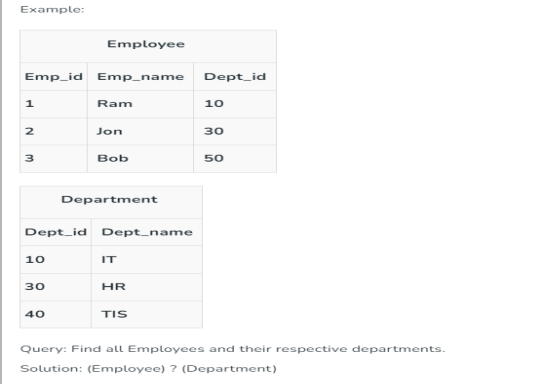 Example:
Employee
Emp_id Emp_name Dept_id
1 Ram 10
2 Jon 30
3 Bob 50
Department
Dept_id Dept_name
10 IT
30 HR
40 TIS
Query: Find all Employees and their respective departments.
Solution: (Employee) ? (Department)